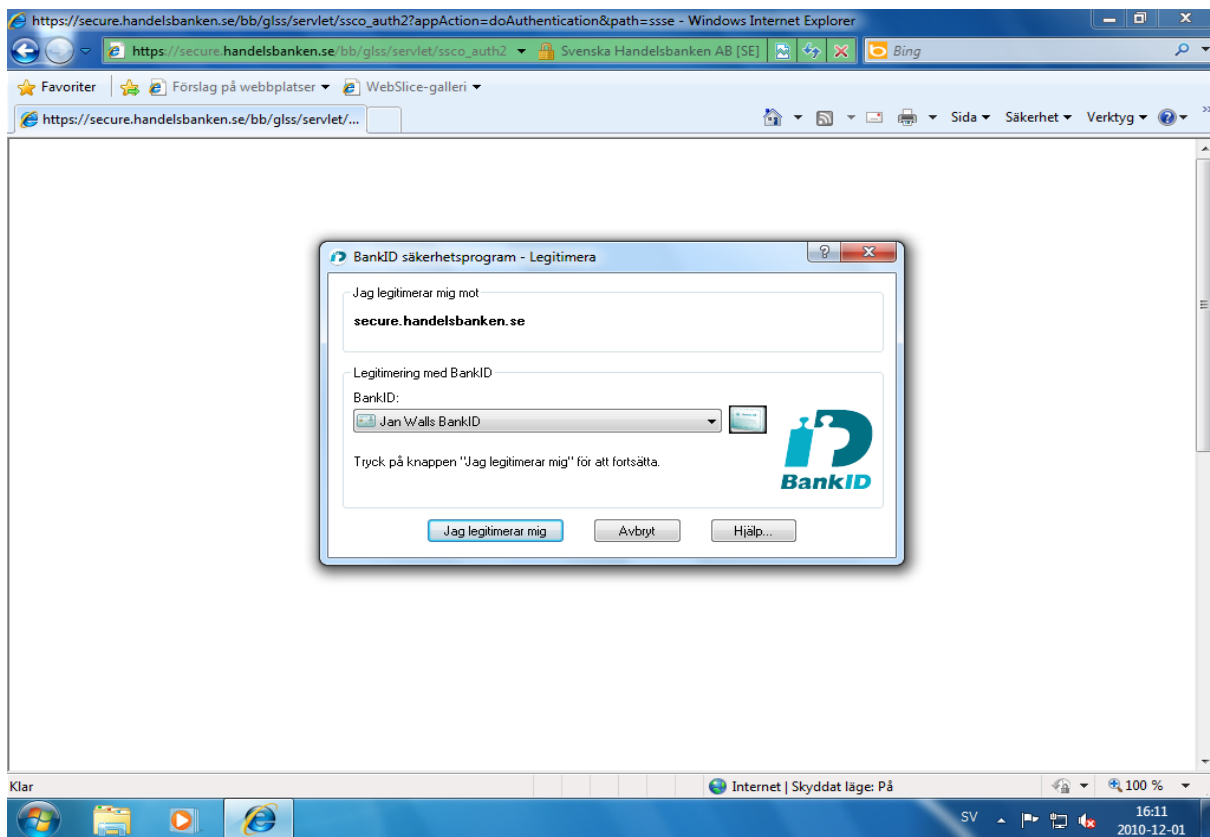 https://secure.handelsbanken.se/bb/glss/servlet/ssco_auth2?appAction=doAuthentication&path=ssse - Windows Internet Explorer
https://secure.handelsbanken.se/bb/glss/servlet/ssco_auth2 Svenska Handelsbanken AB [SE] Bing
Favoriter Förslag på webbplatser WebSlice-galleri
https://secure.handelsbanken.se/bb/glss/servlet/... Sida Säkerhet Verktyg
BankID säkerhetsprogram - Legitimera
Jag legitimerar mig mot
secure.handelsbanken.se
Legitimering med BankID
BankID:
Jan Walls BankID
Tryck på knappen "Jag legitimerar mig" för att fortsätta.
BankID
Jag legitimerar mig Avbryt Hjälp...
Klar Internet | Skyddat läge: På 100 %
SV 16:11
2010-12-01